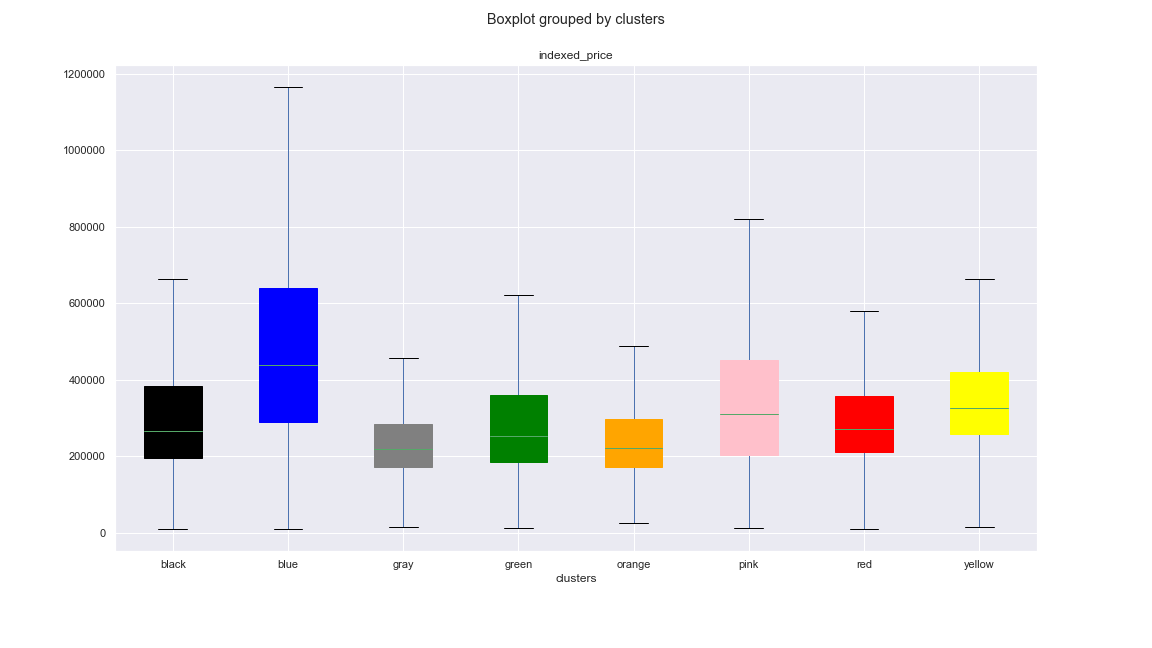 Boxplot grouped by clusters
indexed_price
1200000
1000000
800000
600000
400000
200000
0
black blue gray green orange pink red yellow
clusters